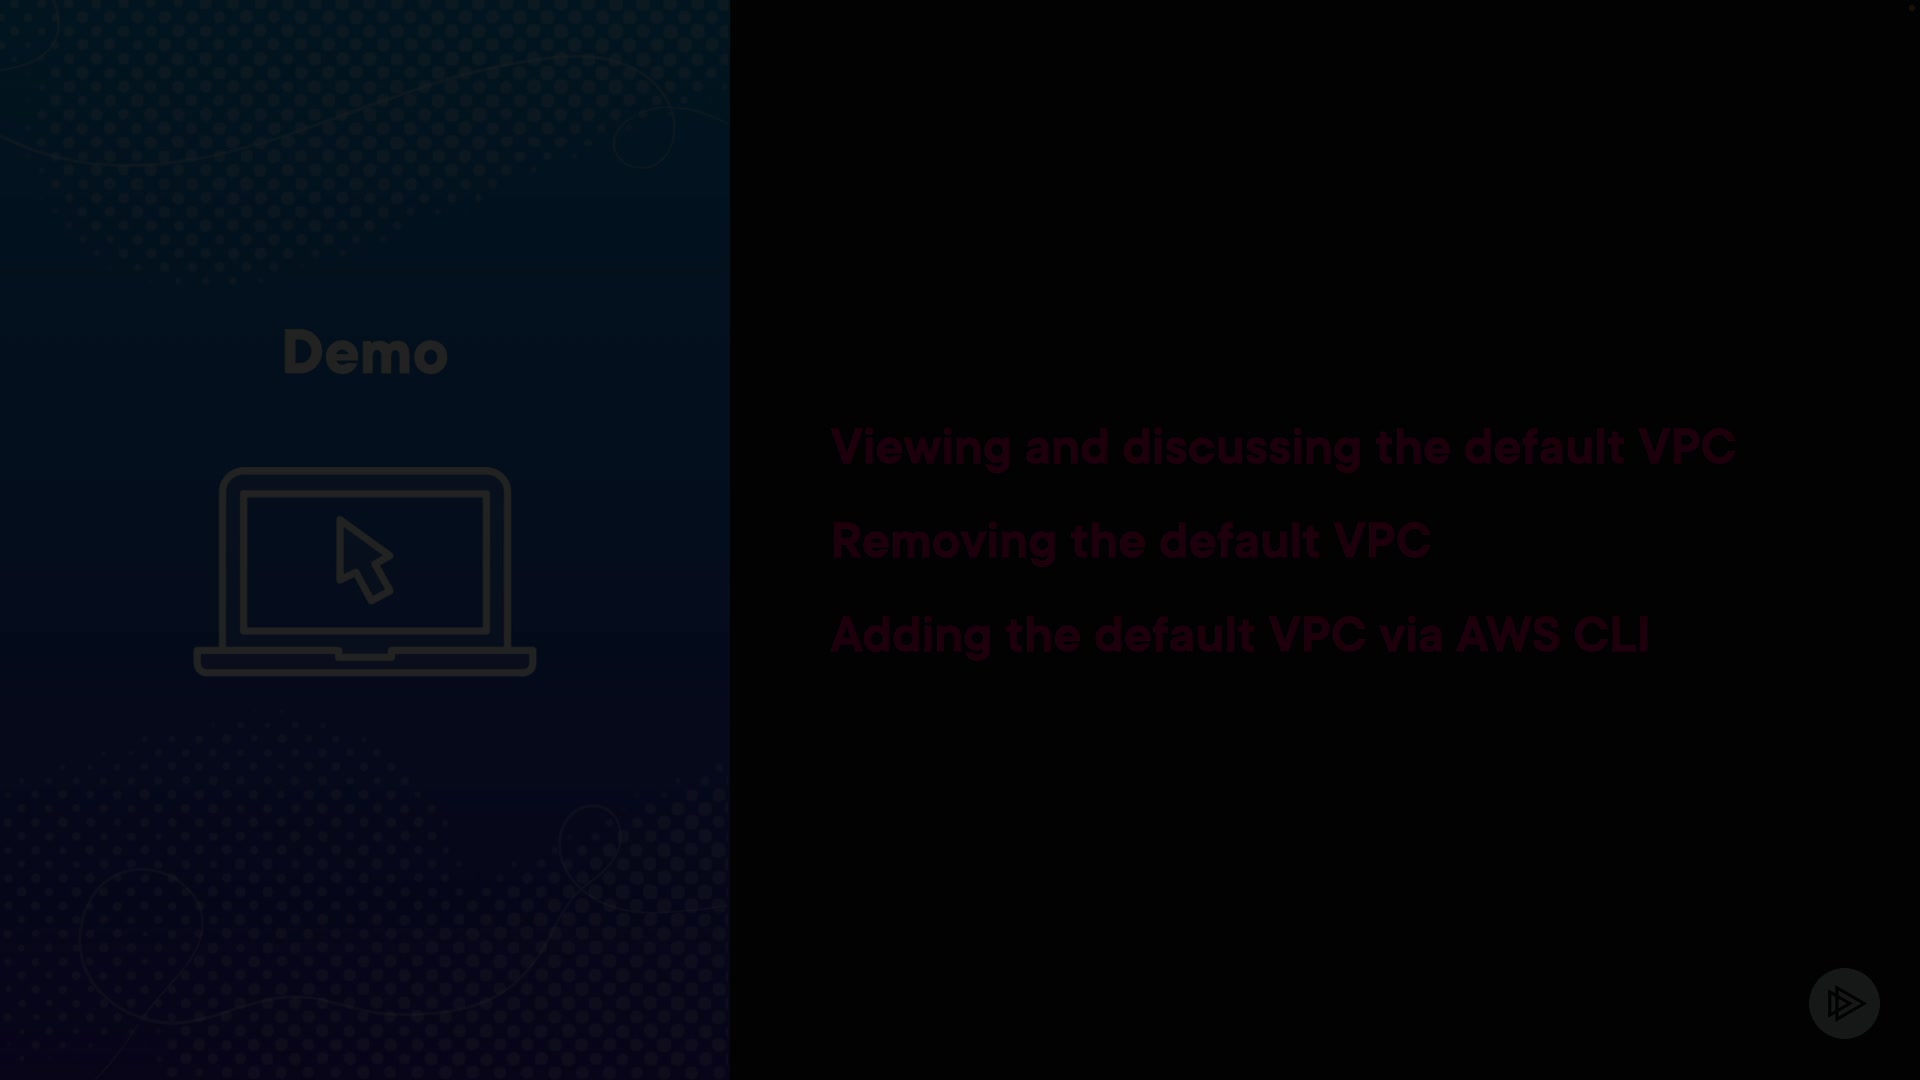 Demo
Viewing and discussing the default VPC
Removing the default VPC
Adding the default VPC via AWS CLI